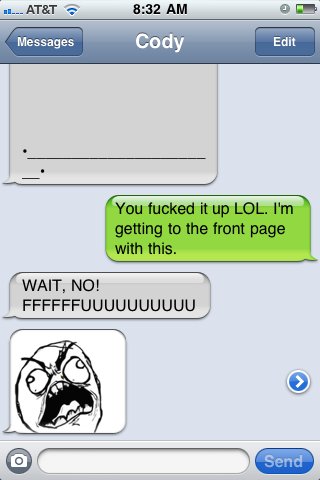 AT&T 8:32 AM
Messages Cody Edit
•______________________
__•
You fucked it up LOL. I'm
getting to the front page
with this.
WAIT, NO!
FFFFFFUUUUUUUUUU
Send